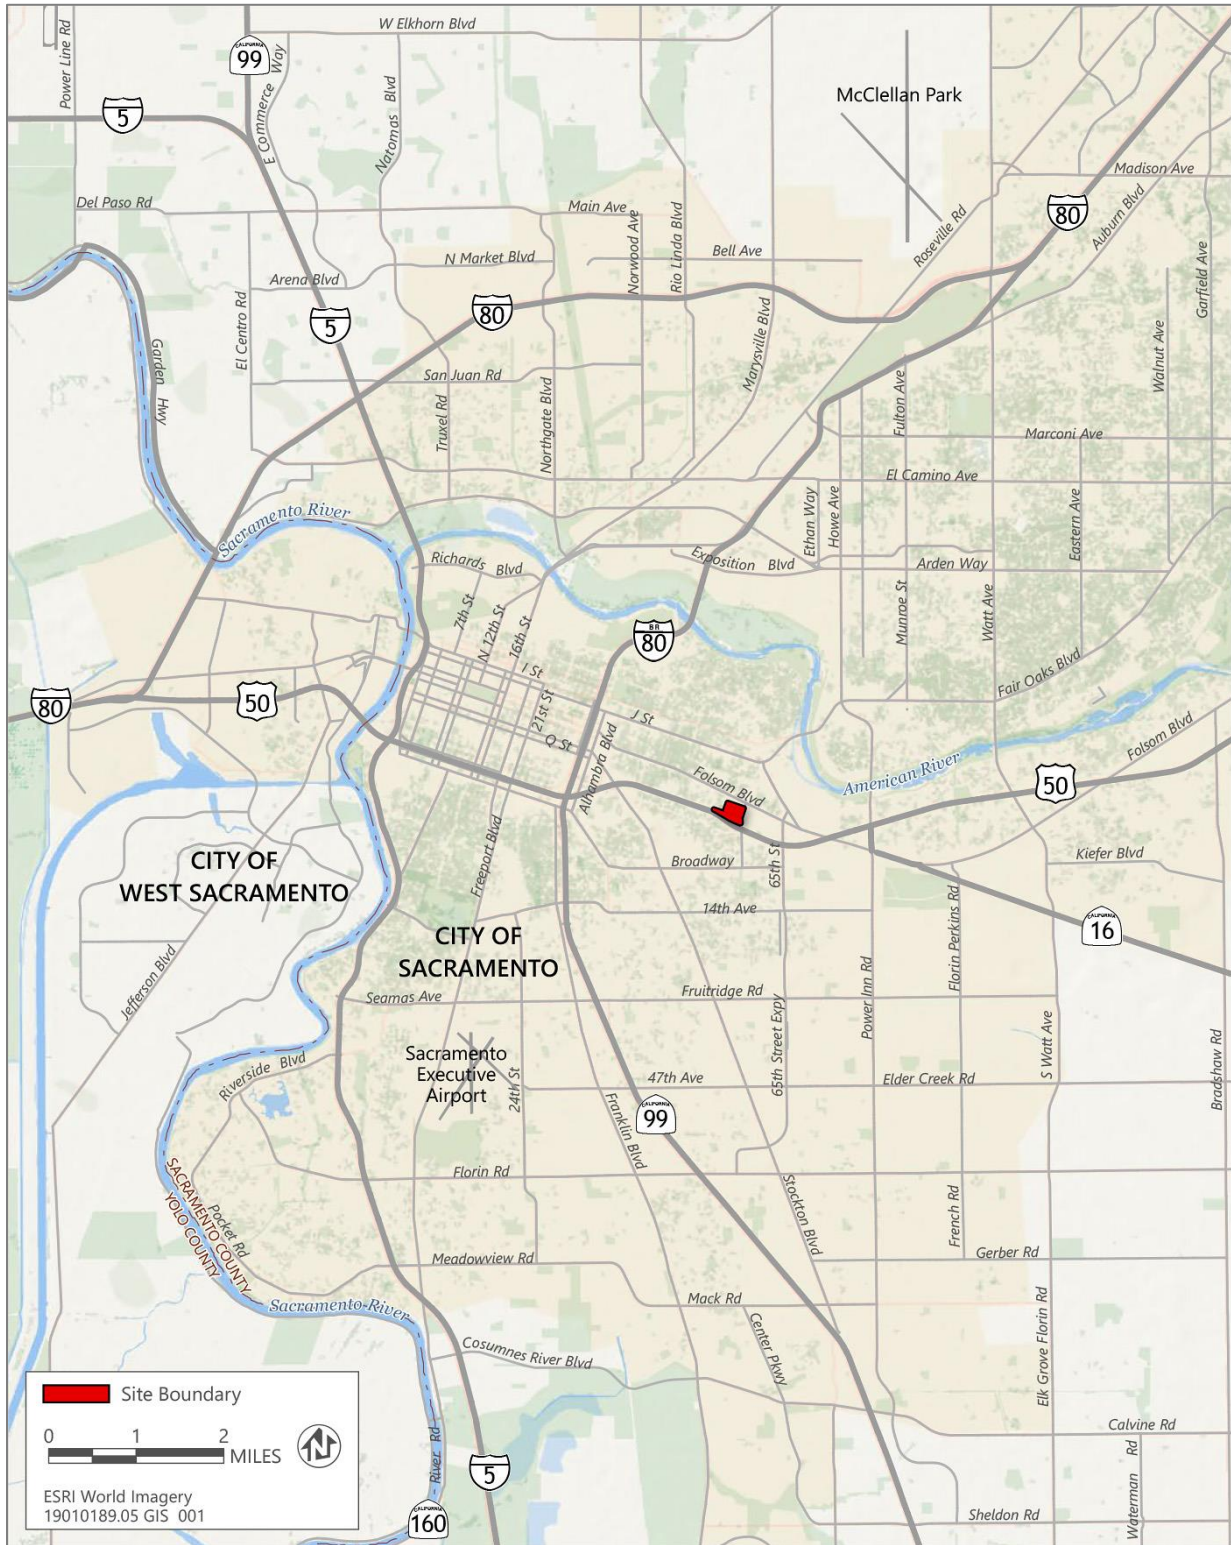 W Elkhorn Blvd
Power Line Rd
CALIFORNIA
99
E Commerce Way
Natomas Blvd
5
McClellan Park
Madison Ave
80
Auburn Blvd
Roseville Rd
Garfield Ave
Del Paso Rd
Main Ave
Norwood Ave
Rio Linda Blvd
Bell Ave
N Market Blvd
Arena Blvd
El Centro Rd
5
80
Marysville Blvd
Walnut Ave
Garden Hwy
San Juan Rd
Truxel Rd
Northgate Blvd
Fulton Ave
Marconi Ave
El Camino Ave
Ethan Way
Howe Ave
Eastern Ave
Sacramento River
Richards Blvd
Exposition Blvd
Arden Way
7th St
N 12th St
16th St
BR
80
Munroe St
Watt Ave
Fair Oaks Blvd
I St
21st St
J St
Q St
Alhambra Blvd
80
50
Folsom Blvd
American River
Folsom Blvd
50
CITY OF
WEST SACRAMENTO
Freeport Blvd
Broadway
65th St
Kiefer Blvd
14th Ave
Florin Perkins Rd
CALIFORNIA
16
CITY OF
SACRAMENTO
Jefferson Blvd
Seamas Ave
Fruitridge Rd
Power Inn Rd
65th Street Expy
S Watt Ave
Bradshaw Rd
Sacramento
Executive
Airport
Riverside Blvd
24th St
47th Ave
Elder Creek Rd
Franklin Blvd
CALIFORNIA
99
Florin Rd
Stockton Blvd
French Rd
SACRAMENTO COUNTY
YOLO COUNTY
Pocket Rd
Meadowview Rd
Gerber Rd
Sacramento River
Mack Rd
Center Pkwy
Elk Grove Florin Rd
Cosumnes River Blvd
Calvine Rd
Waterman Rd
River Rd
5
CALIFORNIA
160
Sheldon Rd
Site Boundary
0 1 2
MILES
N
ESRI World Imagery
19010189.05 GIS 001